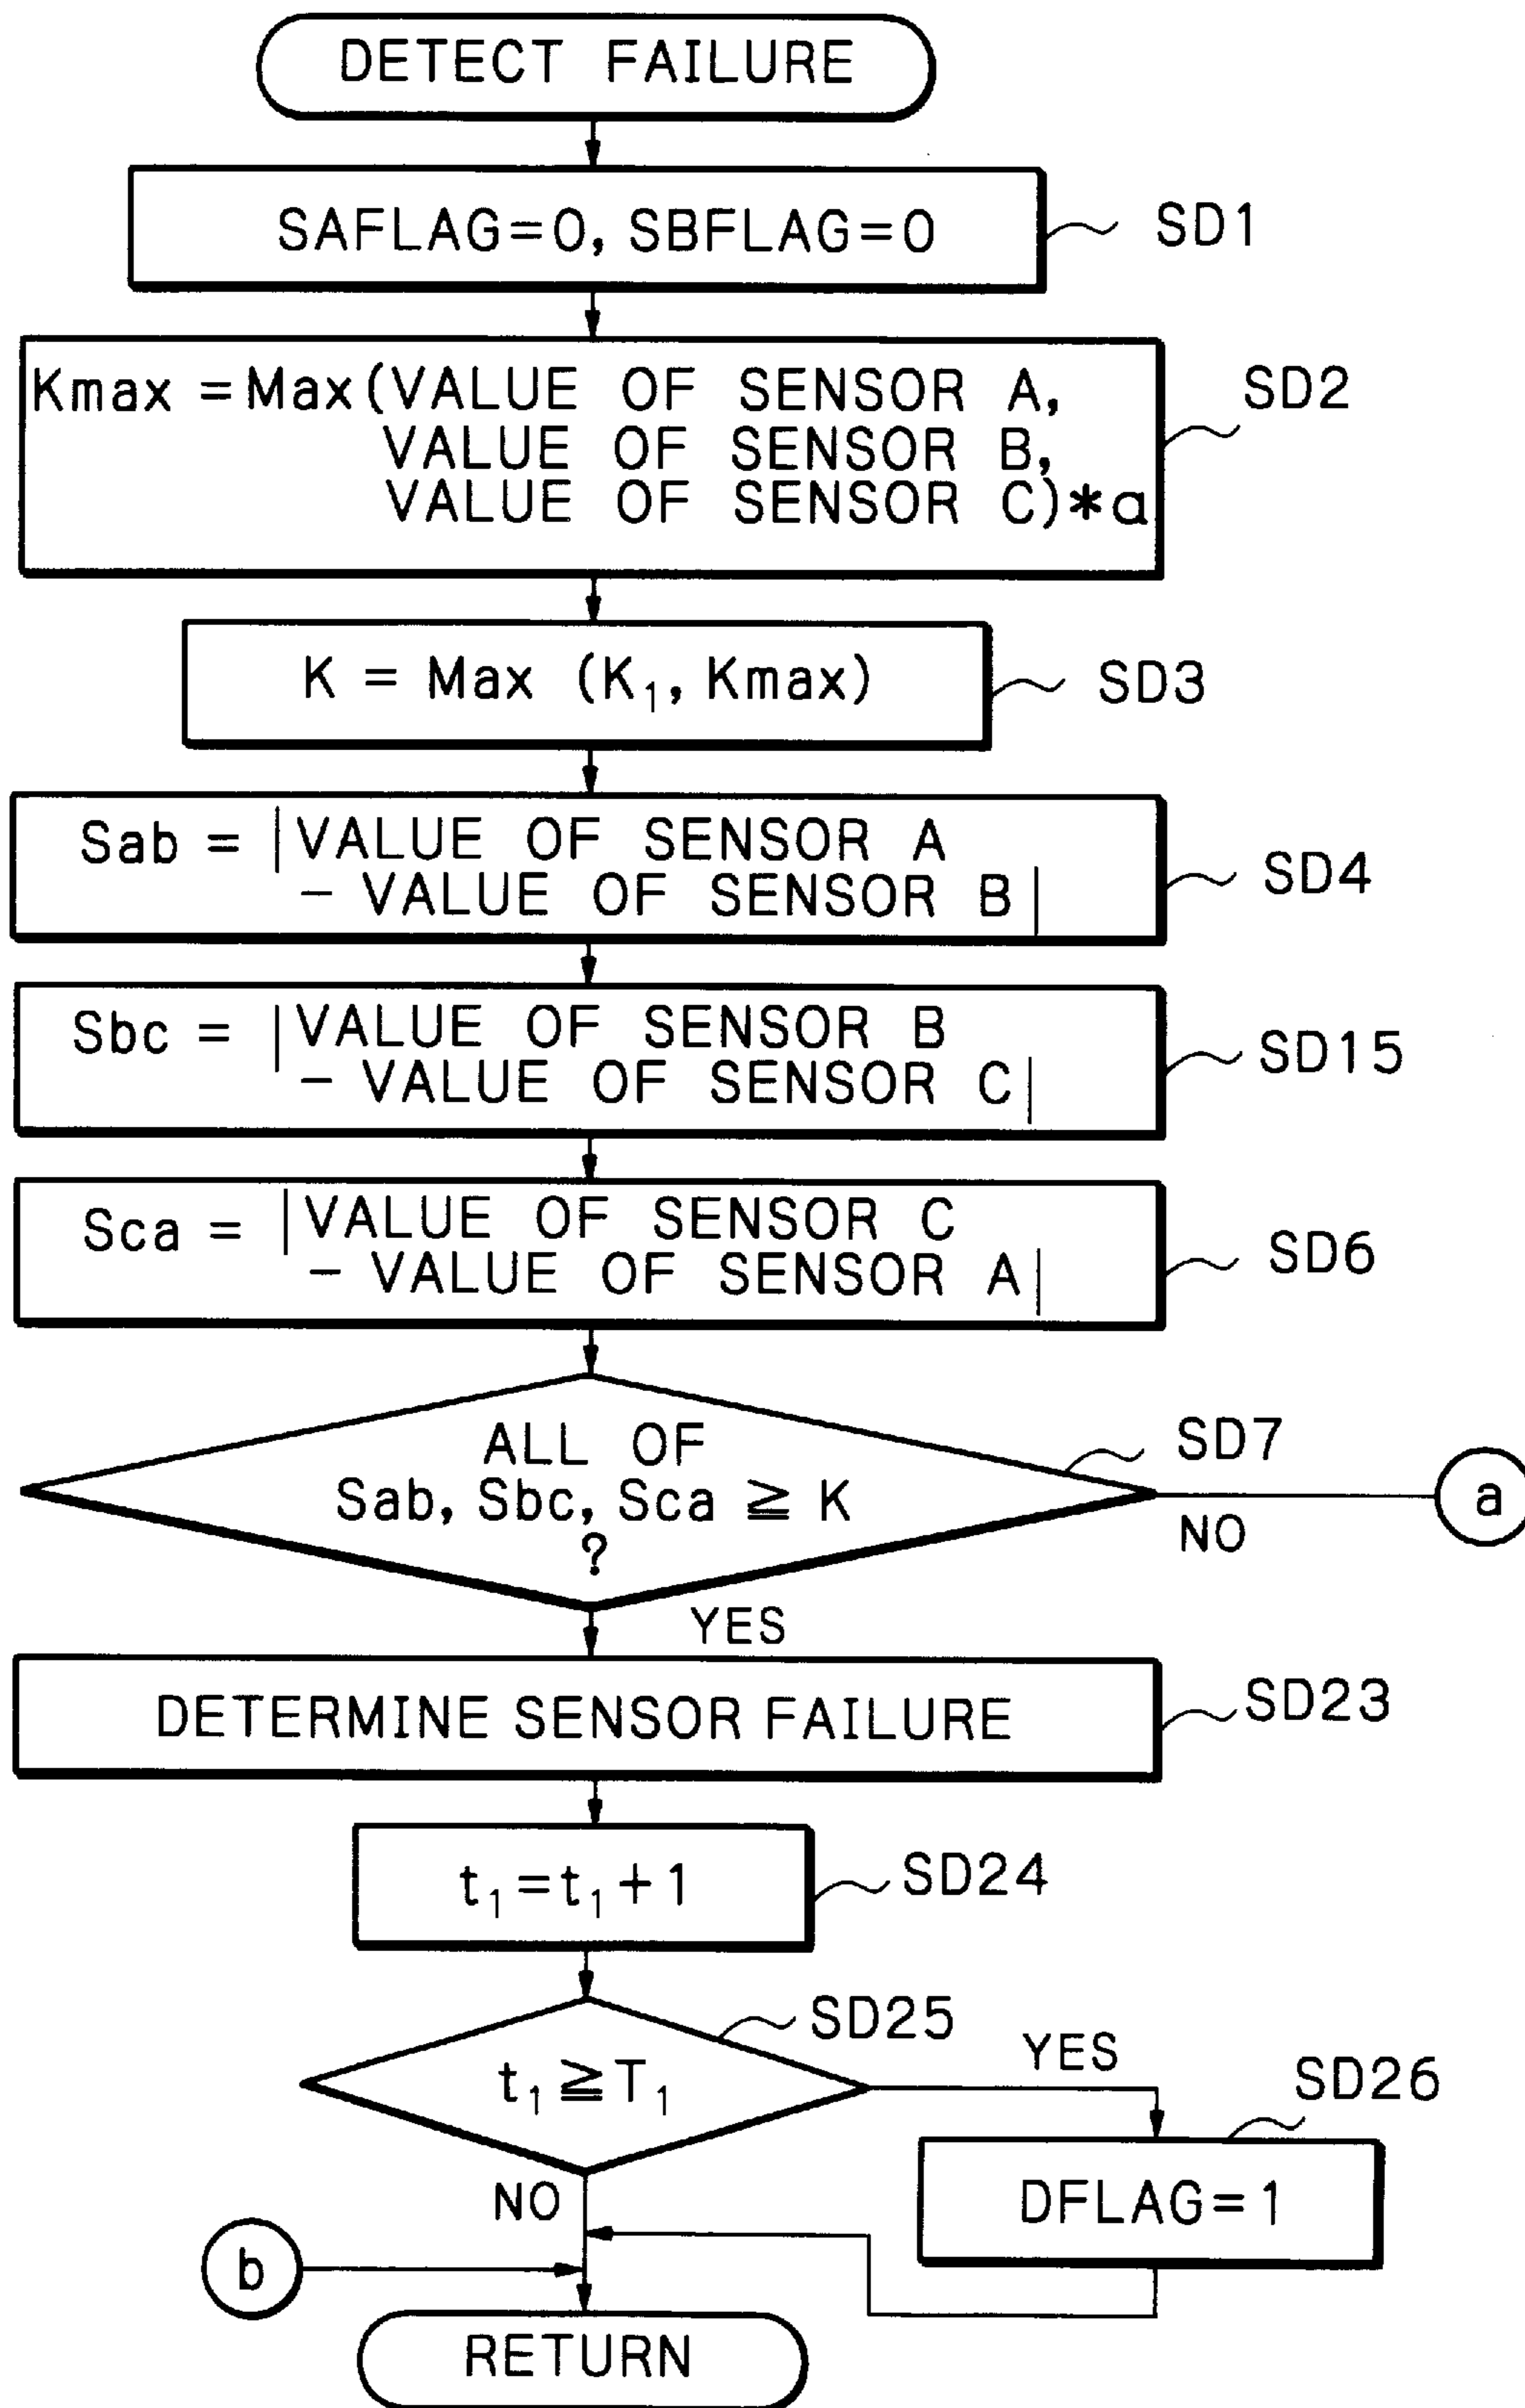 DETECT FAILURE
SAFLAG=0, SBFLAG=0
SD1
Kmax =Max(VALUE OF SENSOR A,
VALUE OF SENSOR B,
VALUE OF SENSOR C)*a
SD2
K = Max (K₁, Kmax)
SD3
Sab = |VALUE OF SENSOR A
- VALUE OF SENSOR B|
SD4
Sbc = |VALUE OF SENSOR B
- VALUE OF SENSOR C|
SD15
Sca = |VALUE OF SENSOR C
- VALUE OF SENSOR A|
SD6
ALL OF
Sab, Sbc, Sca ≧ K
?
SD7
NO
a
YES
DETERMINE SENSOR FAILURE
SD23
t₁=t₁+1
SD24
t₁≧T₁
SD25
YES
SD26
DFLAG=1
NO
b
RETURN